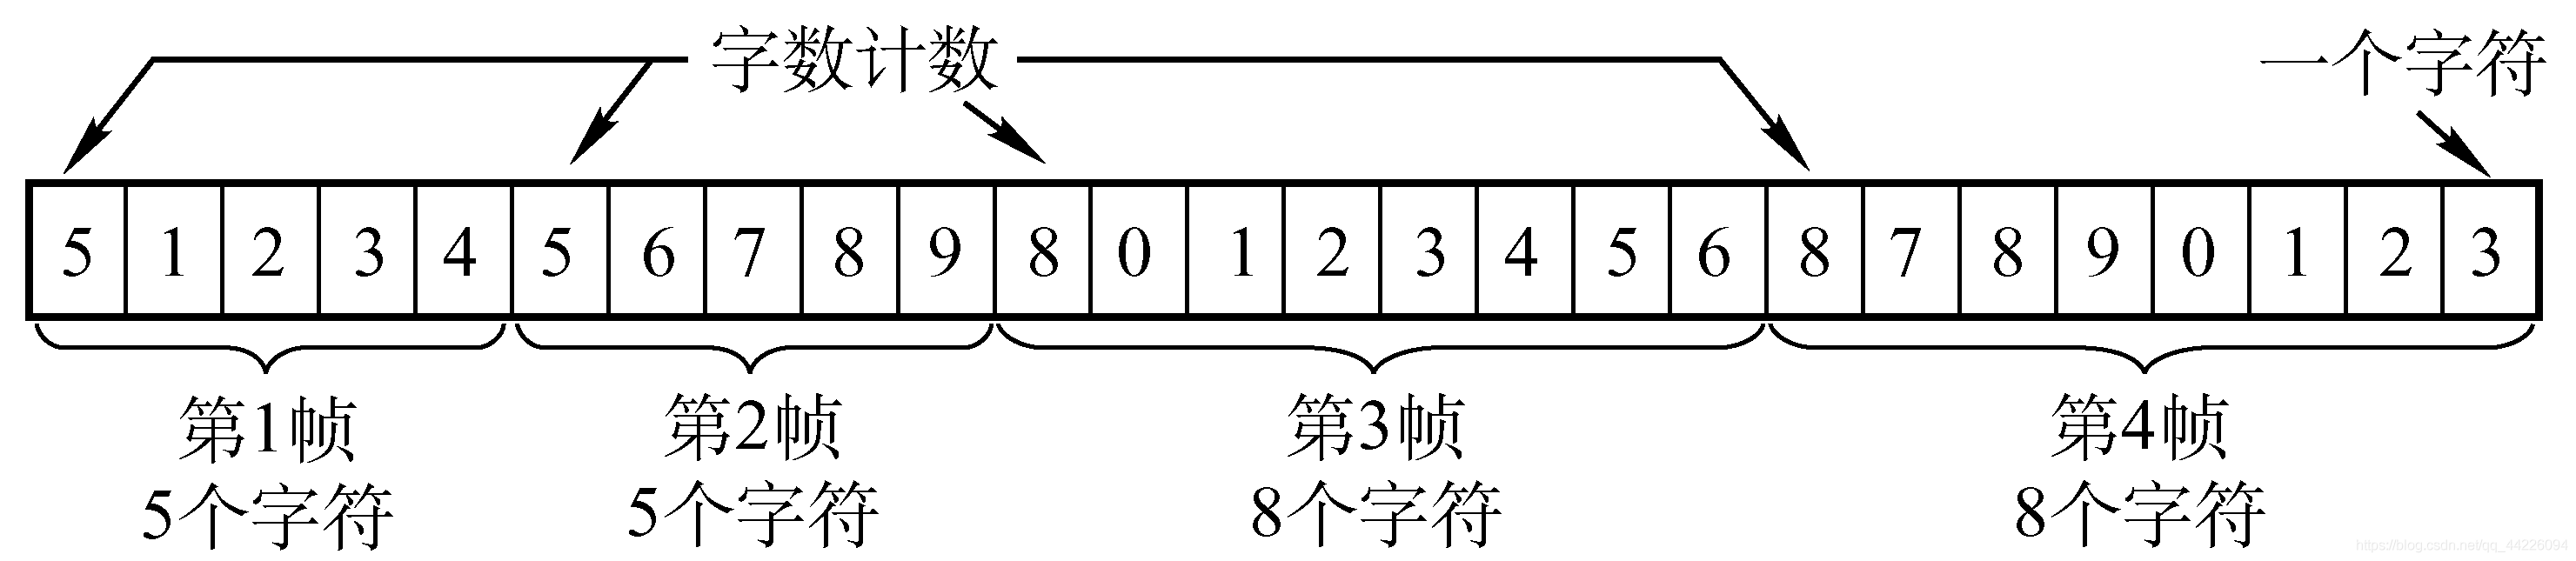 字数计数 一个字符
5 1 2 3 4 5 6 7 8 9 8 0 1 2 3 4 5 6 8 7 8 9 0 1 2 3
第1帧 第2帧 第3帧 第4帧
5个字符 5个字符 8个字符 8个字符
https://blog.csdn.net/qq_44226094